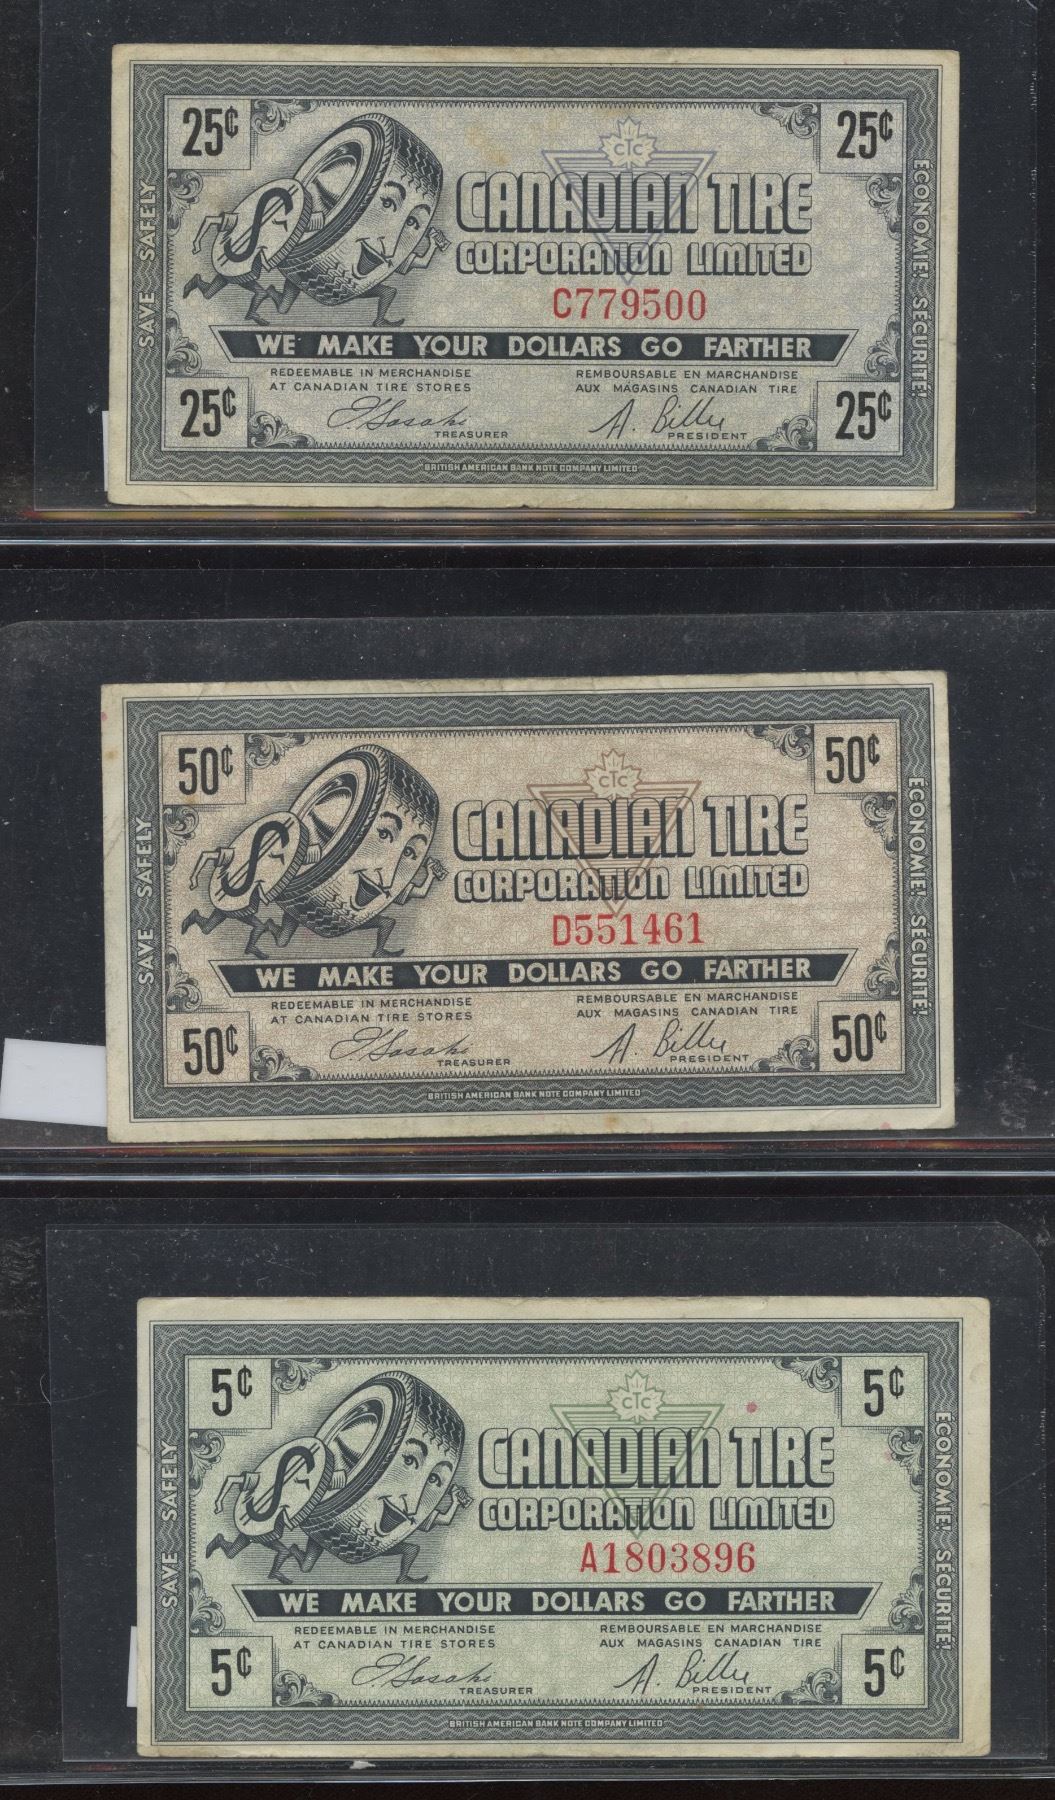 25¢ 25¢
CTC
CANADIAN TIRE
CORPORATION LIMITED
C779500
SAVE SAFELY
ÉCONOMIE! SÉCURITÉ!
WE MAKE YOUR DOLLARS GO FARTHER
REDEEMABLE IN MERCHANDISE
AT CANADIAN TIRE STORES
REMBOURSABLE EN MARCHANDISE
AUX MAGASINS CANADIAN TIRE
25¢ 25¢
TREASURER
A. Billes
PRESIDENT
BRITISH AMERICAN BANK NOTE COMPANY LIMITED
50¢ 50¢
CTC
CANADIAN TIRE
CORPORATION LIMITED
D551461
SAVE SAFELY
ÉCONOMIE! SÉCURITÉ!
WE MAKE YOUR DOLLARS GO FARTHER
REDEEMABLE IN MERCHANDISE
AT CANADIAN TIRE STORES
REMBOURSABLE EN MARCHANDISE
AUX MAGASINS CANADIAN TIRE
50¢ 50¢
TREASURER
A. Billes
PRESIDENT
BRITISH AMERICAN BANK NOTE COMPANY LIMITED
5¢ 5¢
CTC
CANADIAN TIRE
CORPORATION LIMITED
A1803896
SAVE SAFELY
ÉCONOMIE! SÉCURITÉ!
WE MAKE YOUR DOLLARS GO FARTHER
REDEEMABLE IN MERCHANDISE
AT CANADIAN TIRE STORES
REMBOURSABLE EN MARCHANDISE
AUX MAGASINS CANADIAN TIRE
5¢ 5¢
TREASURER
A. Billes
PRESIDENT
BRITISH AMERICAN BANK NOTE COMPANY LIMITED